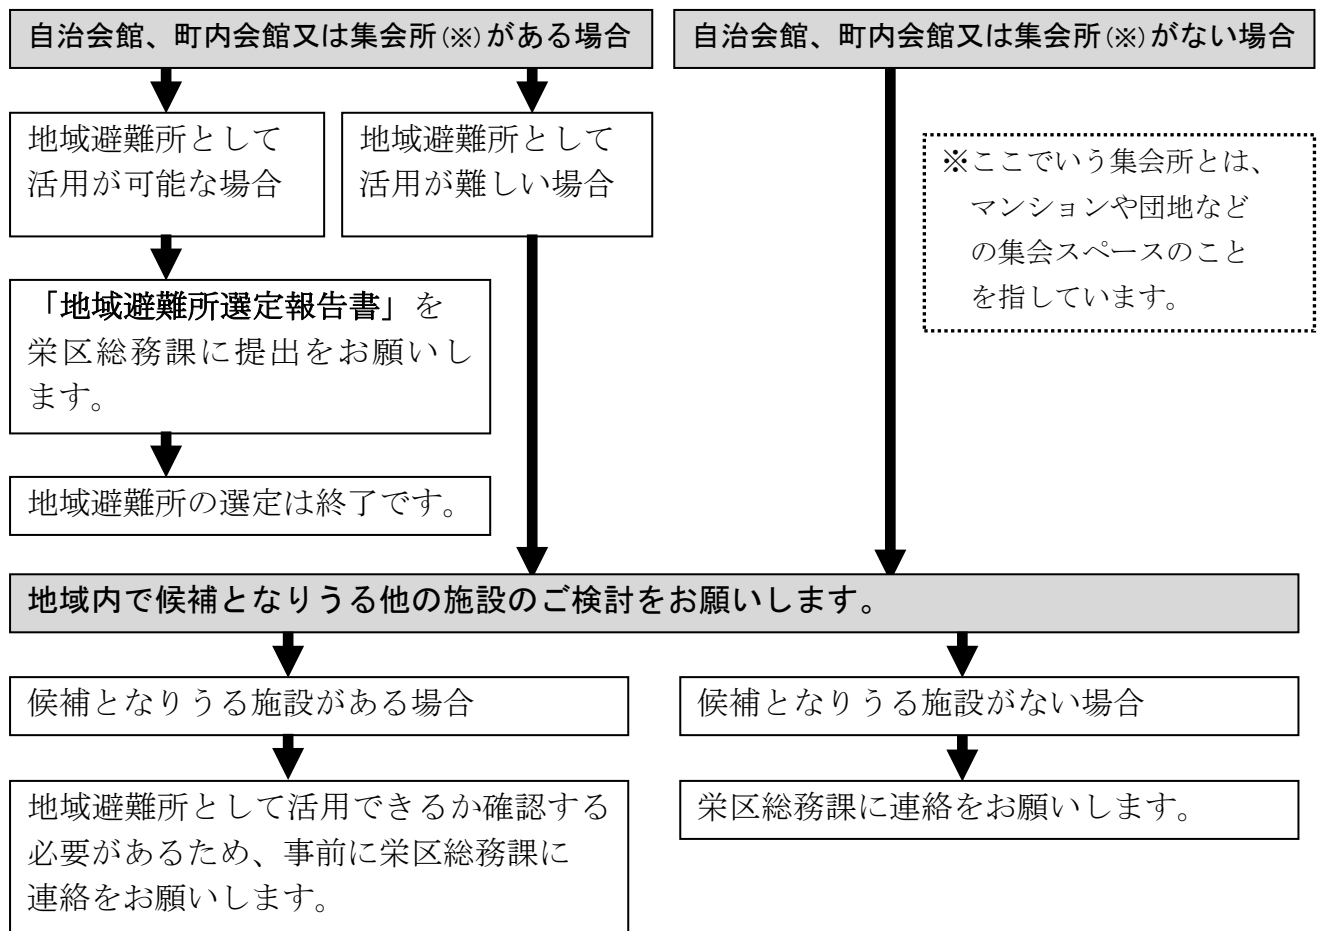 自治会館、町内会館又は集会所(※)がある場合
自治会館、町内会館又は集会所(※)がない場合
地域避難所として
活用が可能な場合
地域避難所として
活用が難しい場合
※ここでいう集会所とは、
マンションや団地など
の集会スペースのこと
を指しています。
「地域避難所選定報告書」を
栄区総務課に提出をお願いし
ます。
地域避難所の選定は終了です。
地域内で候補となりうる他の施設のご検討をお願いします。
候補となりうる施設がある場合
候補となりうる施設がない場合
地域避難所として活用できるか確認する
必要があるため、事前に栄区総務課に
連絡をお願いします。
栄区総務課に連絡をお願いします。